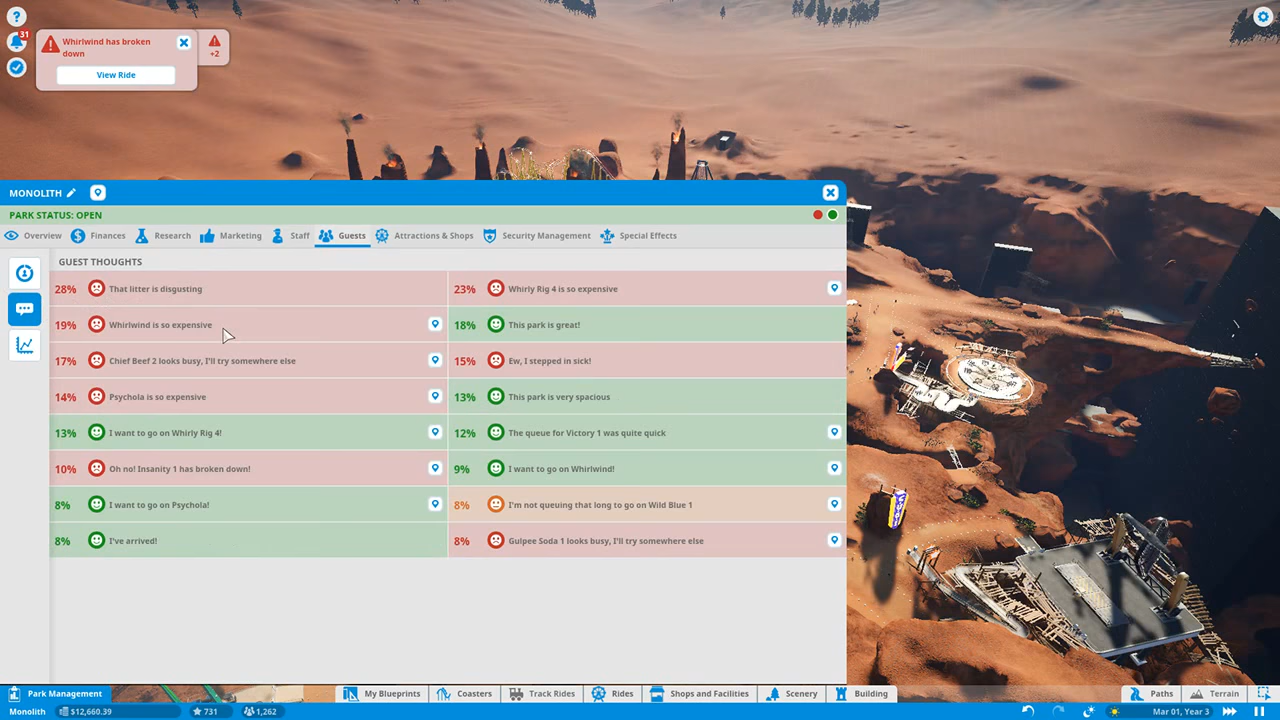 ?
31
Whirlwind has broken
down
+2
View Ride
MONOLITH
PARK STATUS: OPEN
Overview
Finances
Research
Marketing
Staff
Guests
Attractions & Shops
Security Management
Special Effects
GUEST THOUGHTS
28% That litter is disgusting
23% Whirly Rig 4 is so expensive
19% Whirlwind is so expensive
18% This park is great!
17% Chief Beef 2 looks busy, I'll try somewhere else
15% Ew, I stepped in sick!
14% Psychola is so expensive
13% This park is very spacious
13% I want to go on Whirly Rig 4!
12% The queue for Victory 1 was quite quick
10% Oh no! Insanity 1 has broken down!
9% I want to go on Whirlwind!
8% I want to go on Psychola!
8% I'm not queuing that long to go on Wild Blue 1
8% I've arrived!
8% Gulpee Soda 1 looks busy, I'll try somewhere else
Park Management
My Blueprints
Coasters
Track Rides
Rides
Shops and Facilities
Scenery
Building
Paths
Terrain
Monolith
$12,660.39
731
1,262
Mar 01, Year 3